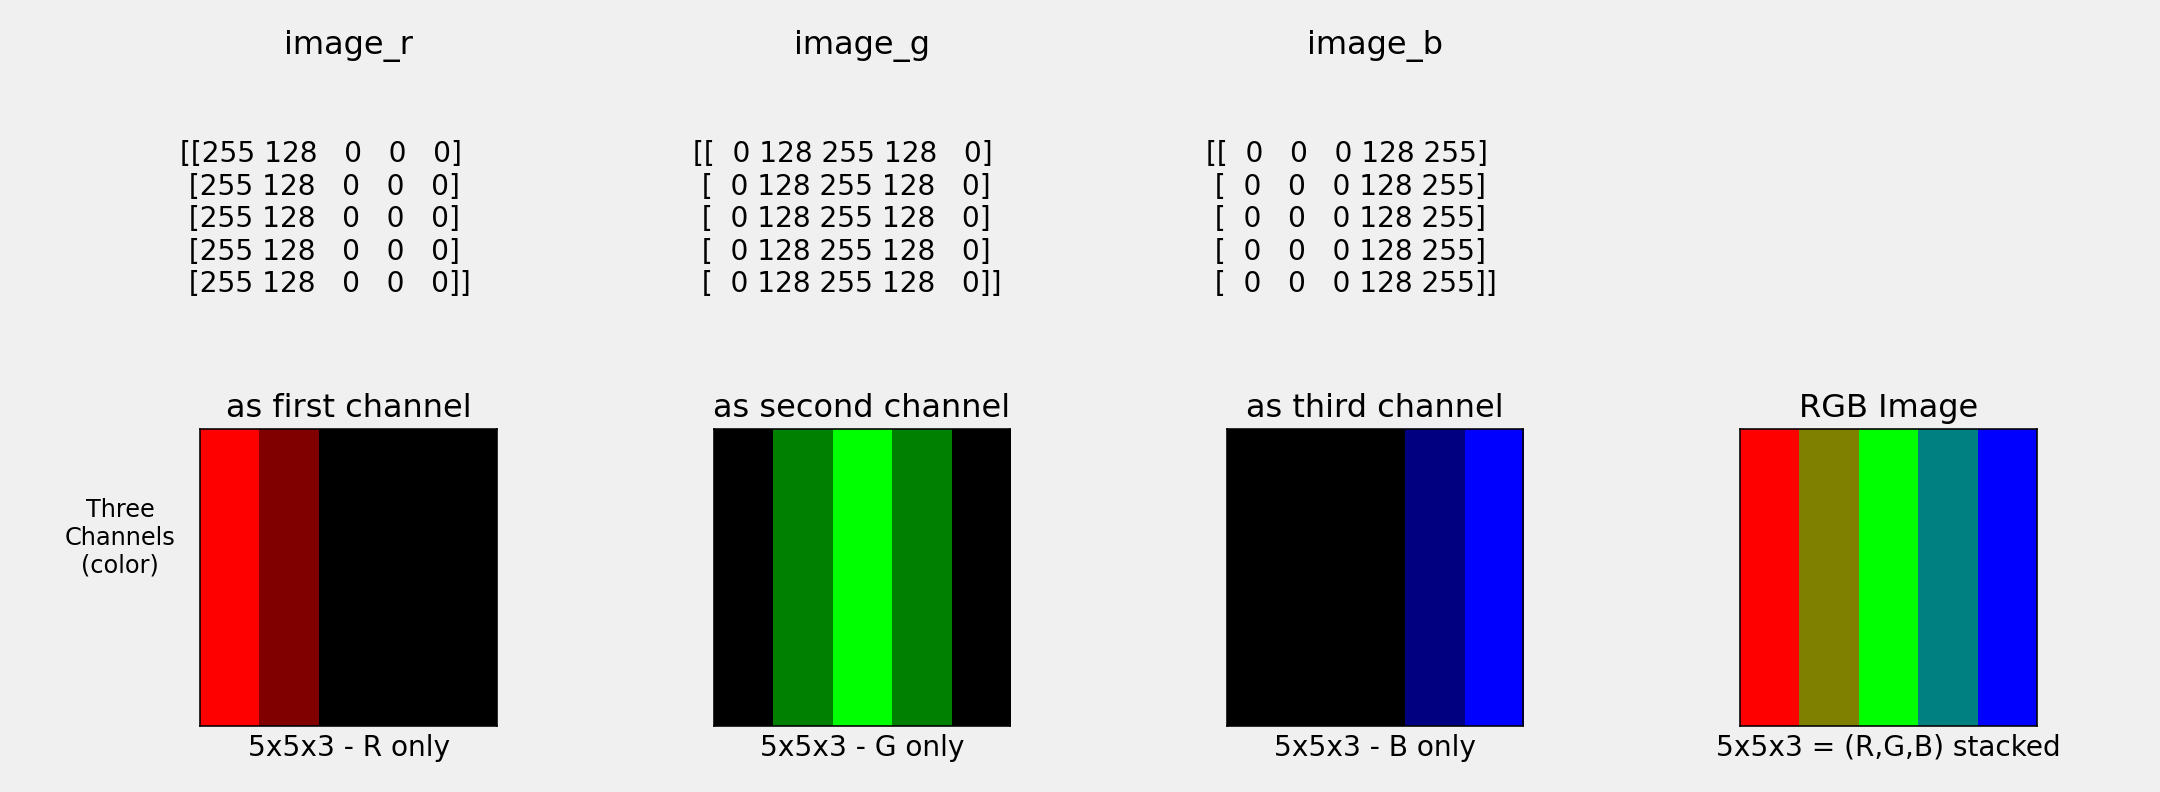 image_r
image_g
image_b
[[255 128   0   0   0]
 [255 128   0   0   0]
 [255 128   0   0   0]
 [255 128   0   0   0]
 [255 128   0   0   0]]
[[  0 128 255 128   0]
 [  0 128 255 128   0]
 [  0 128 255 128   0]
 [  0 128 255 128   0]
 [  0 128 255 128   0]]
[[  0   0   0 128 255]
 [  0   0   0 128 255]
 [  0   0   0 128 255]
 [  0   0   0 128 255]
 [  0   0   0 128 255]]
as first channel
as second channel
as third channel
RGB Image
Three
Channels
(color)
5x5x3 - R only
5x5x3 - G only
5x5x3 - B only
5x5x3 = (R,G,B) stacked